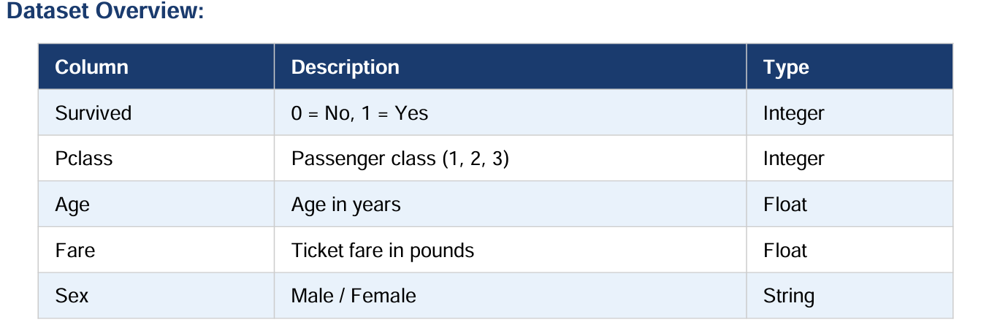 Dataset Overview:
Column Description Type
Survived 0 = No, 1 = Yes Integer
Pclass Passenger class (1, 2, 3) Integer
Age Age in years Float
Fare Ticket fare in pounds Float
Sex Male / Female String